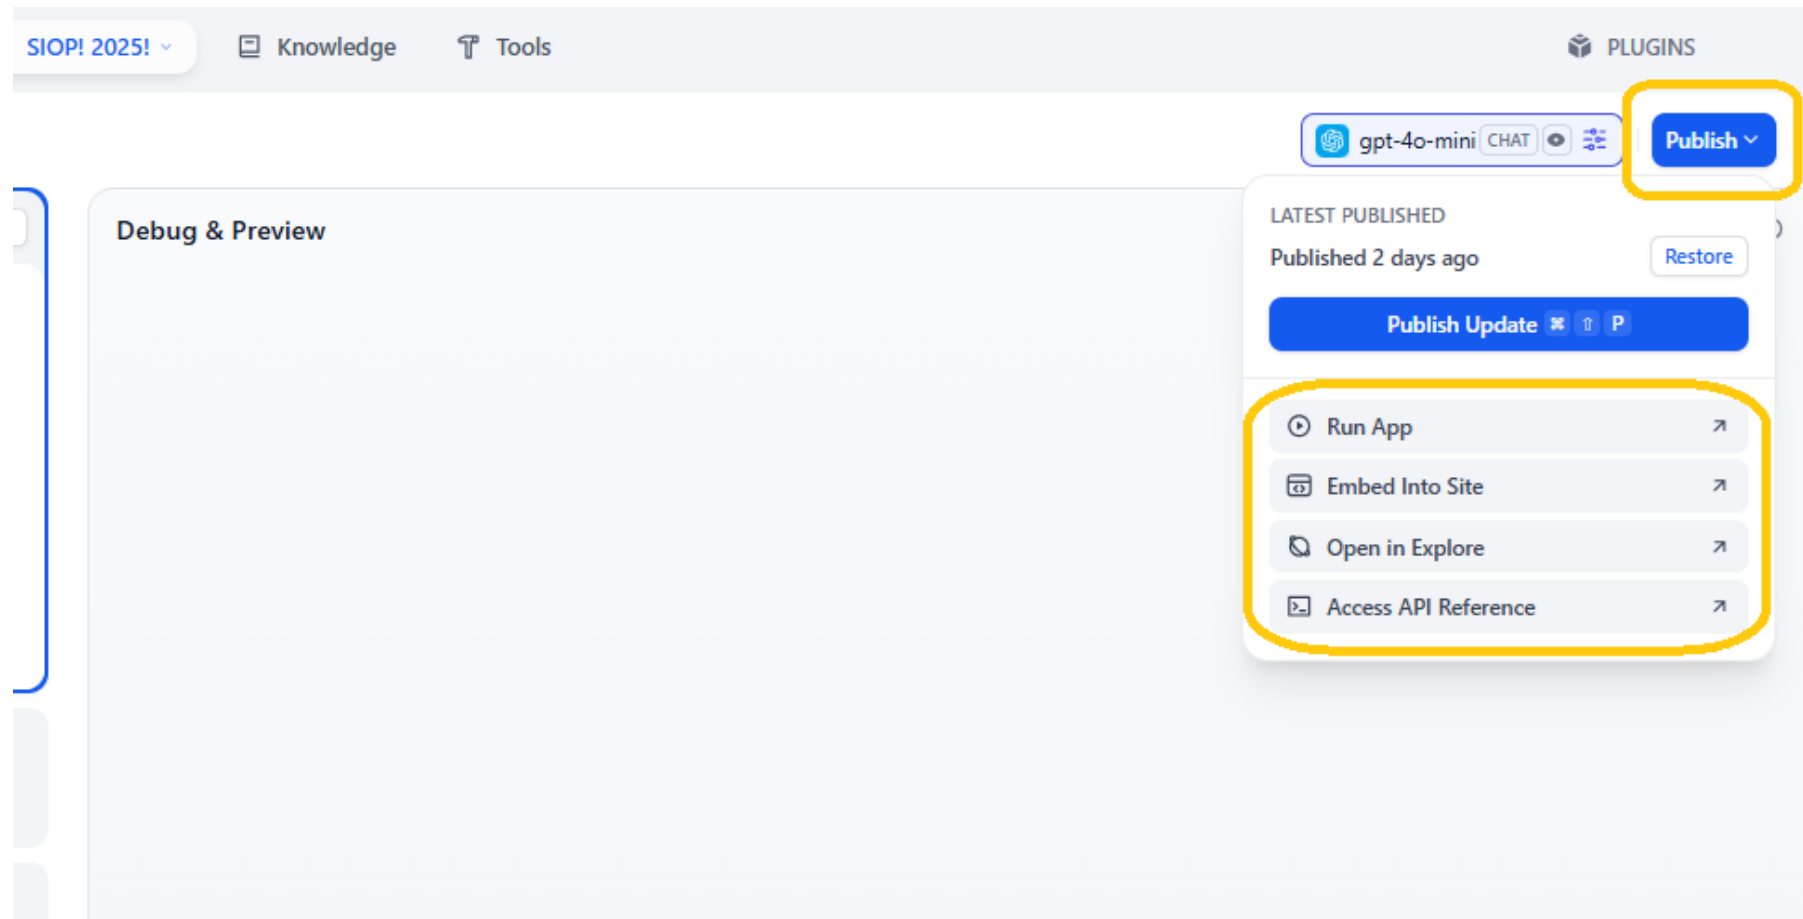 SIOP! 2025! Knowledge Tools PLUGINS
gpt-4o-mini CHAT Publish
Debug & Preview
LATEST PUBLISHED
Published 2 days ago Restore
Publish Update ⌘ ⇧ P
Run App
Embed Into Site
Open in Explore
Access API Reference